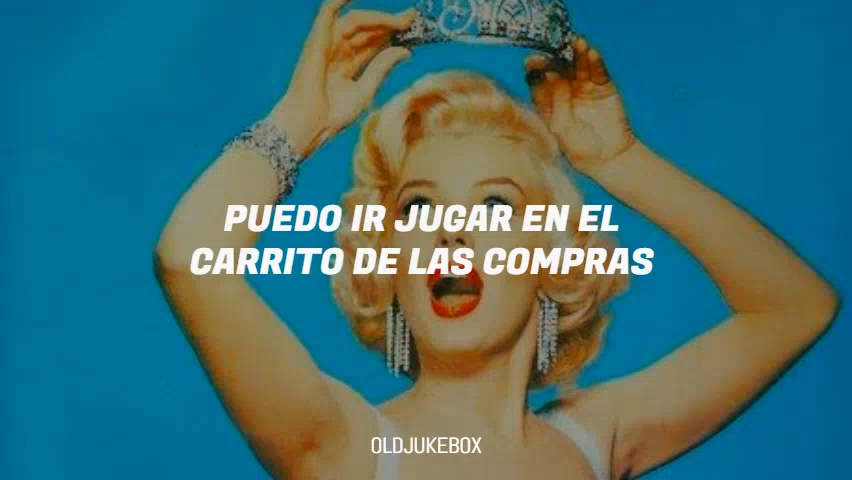 PUEDO IR JUGAR EN EL
CARRITO DE LAS COMPRAS
OLDJUKEBOX